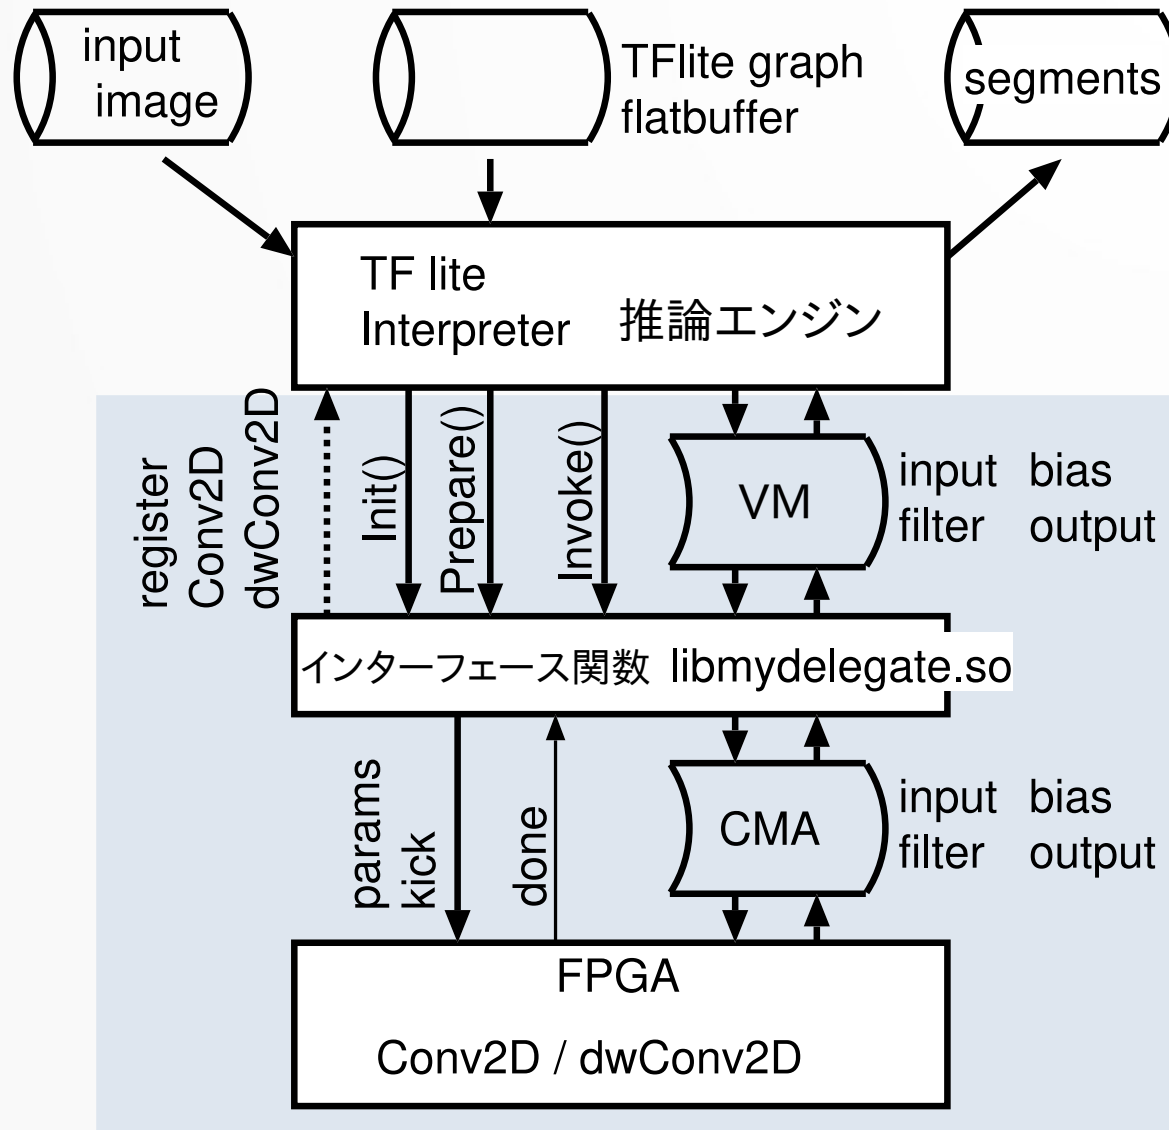 input
image
TFlite graph
flatbuffer
segments
TF lite
Interpreter
推論エンジン
register
Conv2D
dwConv2D
Init()
Prepare()
Invoke()
VM
input bias
filter output
インターフェース関数 libmydelegate.so
params
kick
done
CMA
input bias
filter output
FPGA
Conv2D / dwConv2D